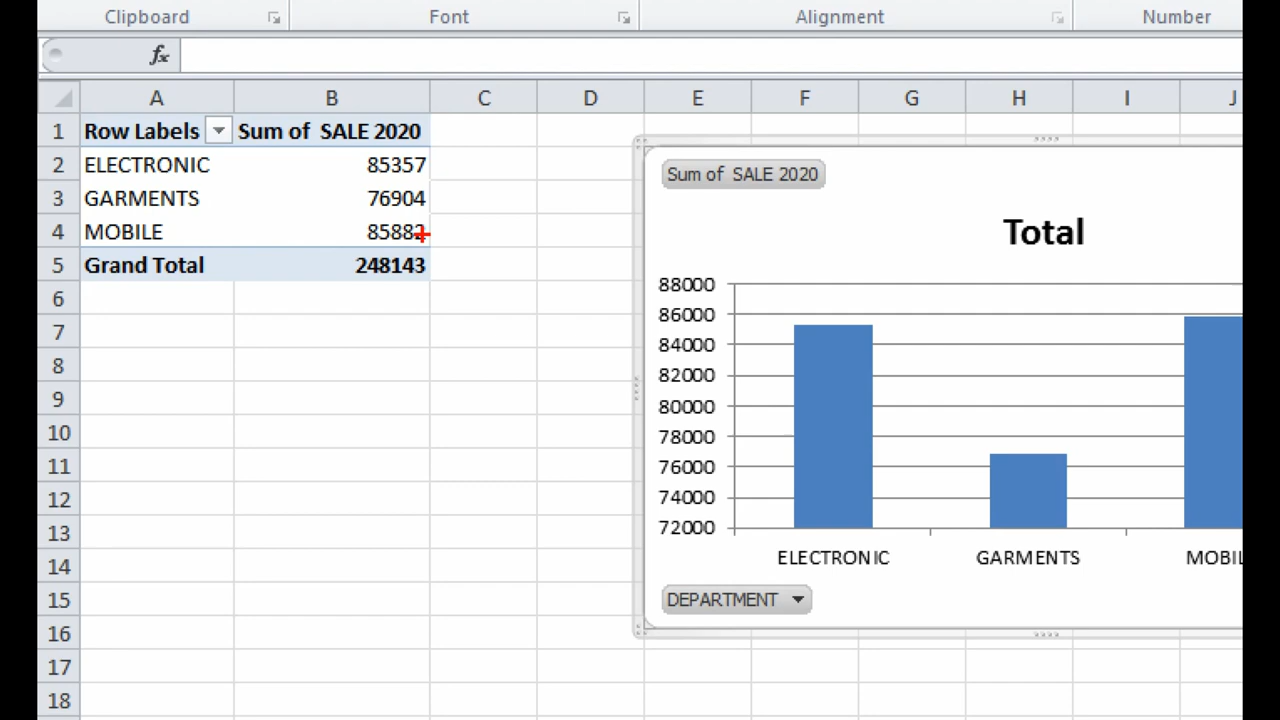 Clipboard Font Alignment Number
fx
A B C D E F G H I J
1 Row Labels Sum of SALE 2020
2 ELECTRONIC 85357
3 GARMENTS 76904
4 MOBILE 85882
5 Grand Total 248143
6
7
8
9
10
11
12
13
14
15
16
17
18
Sum of SALE 2020
Total
88000
86000
84000
82000
80000
78000
76000
74000
72000
ELECTRONIC GARMENTS MOBIL
DEPARTMENT